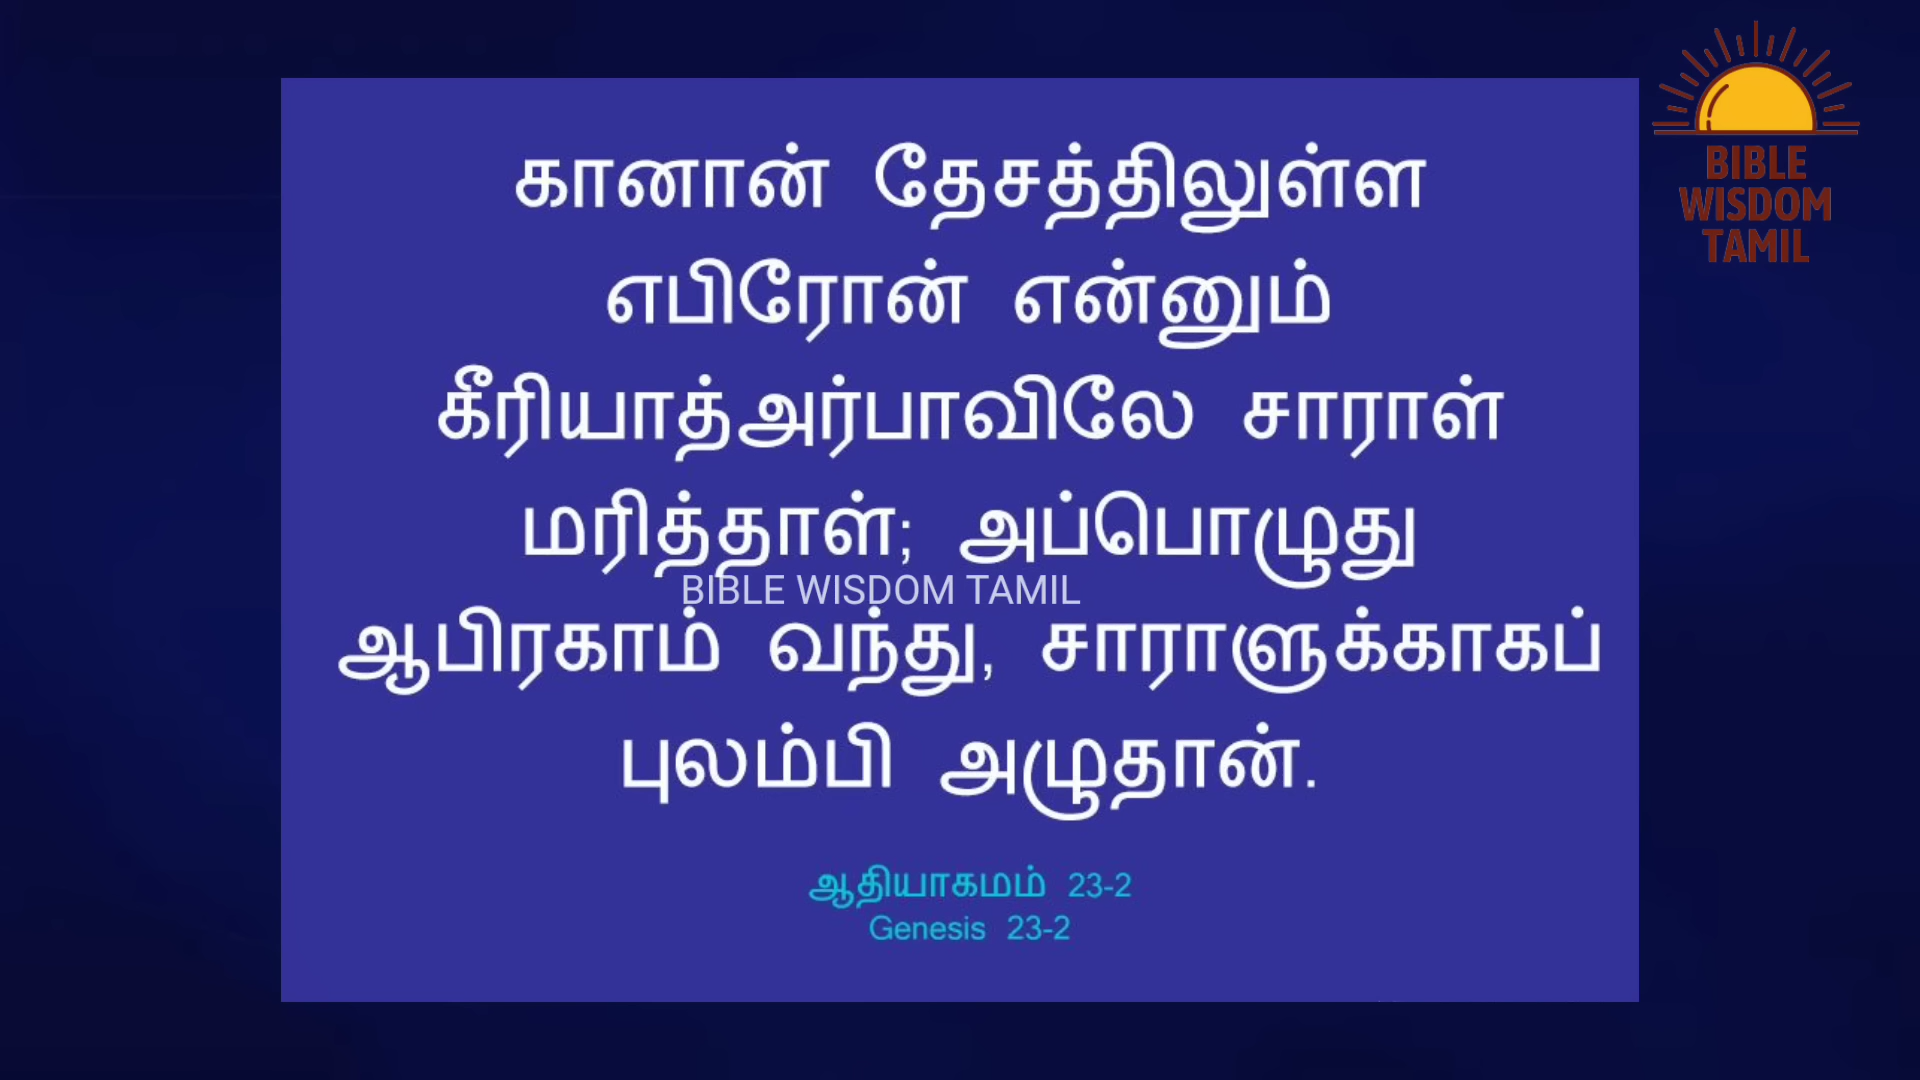 கானான் தேசத்திலுள்ள
எபிரோன் என்னும்
கீரியாத்அர்பாவிலே சாராள்
மரித்தாள்; அப்பொழுது
BIBLE WISDOM TAMIL
ஆபிரகாம் வந்து, சாராளுக்காகப்
புலம்பி அழுதான்.
ஆதியாகமம் 23-2
Genesis 23-2
BIBLE
WISDOM
TAMIL